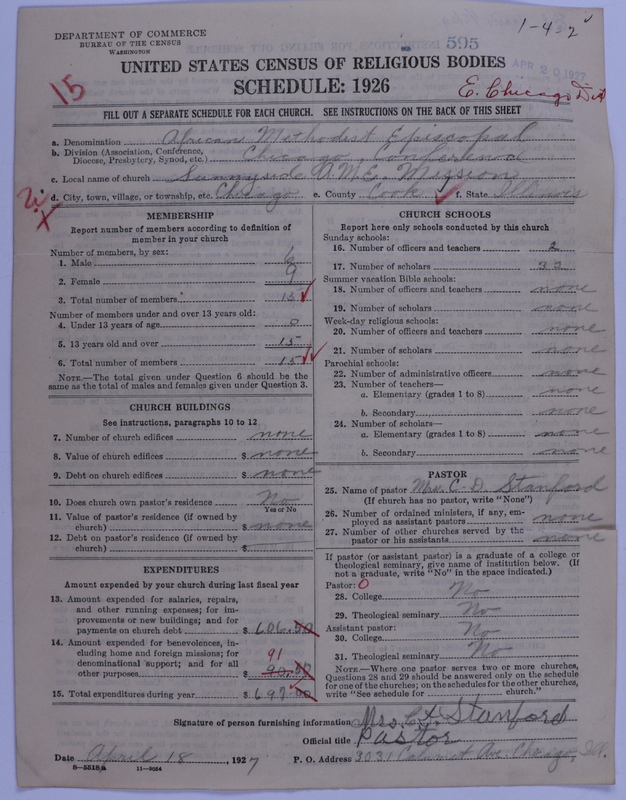 DEPARTMENT OF COMMERCE
BUREAU OF THE CENSUS
WASHINGTON
595
1-432
APR 20 1927
UNITED STATES CENSUS OF RELIGIOUS BODIES
SCHEDULE: 1926
15
E. Chicago Dist
FILL OUT A SEPARATE SCHEDULE FOR EACH CHURCH. SEE INSTRUCTIONS ON THE BACK OF THIS SHEET
a. Denomination African Methodist Episcopal
b. Division (Association, Conference, Diocese, Presbytery, Synod, etc.) Chicago, Conference
c. Local name of church Sunnyside A.M.E. Mission
d. City, town, village, or township, etc. Chicago e. County Cook f. State Illinois
MEMBERSHIP
Report number of members according to definition of
member in your church
Number of members, by sex:
1. Male 6
2. Female 9
3. Total number of members 15
Number of members under and over 13 years old:
4. Under 13 years of age 0
5. 13 years old and over 15
6. Total number of members 15
NOTE.—The total given under Question 6 should be the
same as the total of males and females given under Question 3.
CHURCH BUILDINGS
See instructions, paragraphs 10 to 12
7. Number of church edifices none
8. Value of church edifices $ none
9. Debt on church edifices $ none
10. Does church own pastor's residence No
Yes or No
11. Value of pastor's residence (if owned by
church) $ none
12. Debt on pastor's residence (if owned by
church) $
EXPENDITURES
Amount expended by your church during last fiscal year
13. Amount expended for salaries, repairs,
and other running expenses; for im-
provements or new buildings; and for
payments on church debt $ 606.00
14. Amount expended for benevolences, in-
cluding home and foreign missions; for
denominational support; and for all
other purposes $ 91 90.50
15. Total expenditures during year $ 697.00
CHURCH SCHOOLS
Report here only schools conducted by this church
Sunday schools:
16. Number of officers and teachers 2
17. Number of scholars
Summer vacation Bible schools:
18. Number of officers and teachers none
19. Number of scholars none
Week-day religious schools:
20. Number of officers and teachers none
21. Number of scholars none
Parochial schools:
22. Number of administrative officers none
23. Number of teachers—
a. Elementary (grades 1 to 8) none
b. Secondary none
24. Number of scholars—
a. Elementary (grades 1 to 8) none
b. Secondary none
PASTOR
25. Name of pastor Mrs. C. D. Stanford
(If church has no pastor, write "None")
26. Number of ordained ministers, if any, em-
ployed as assistant pastors none
27. Number of other churches served by the
pastor or his assistants none
If pastor (or assistant pastor) is a graduate of a college or
theological seminary, give name of institution below. (If
not a graduate, write "No" in the space indicated.)
Pastor: 0
28. College No
29. Theological seminary No
Assistant pastor:
30. College No
31. Theological seminary No
NOTE.—Where one pastor serves two or more churches,
Questions 28 and 29 should be answered only on the schedule
for one of the churches; on the schedules for the other churches,
write "See schedule for church."
Signature of person furnishing information Mrs. C. D. Stanford
Official title Pastor
Date April 18, 1927 P. O. Address 3031 Calumet Ave. Chicago, Ill.
8-5518a 11-9054